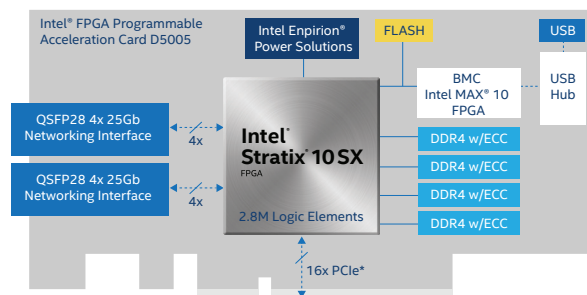 Intel® FPGA Programmable
Acceleration Card D5005
Intel Enpirion®
Power Solutions
FLASH
USB
BMC
Intel MAX® 10
FPGA
USB
Hub
QSFP28 4x 25Gb
Networking Interface
4x
QSFP28 4x 25Gb
Networking Interface
4x
Intel®
Stratix® 10 SX
FPGA
2.8M Logic Elements
DDR4 w/ECC
DDR4 w/ECC
DDR4 w/ECC
DDR4 w/ECC
16x PCIe*